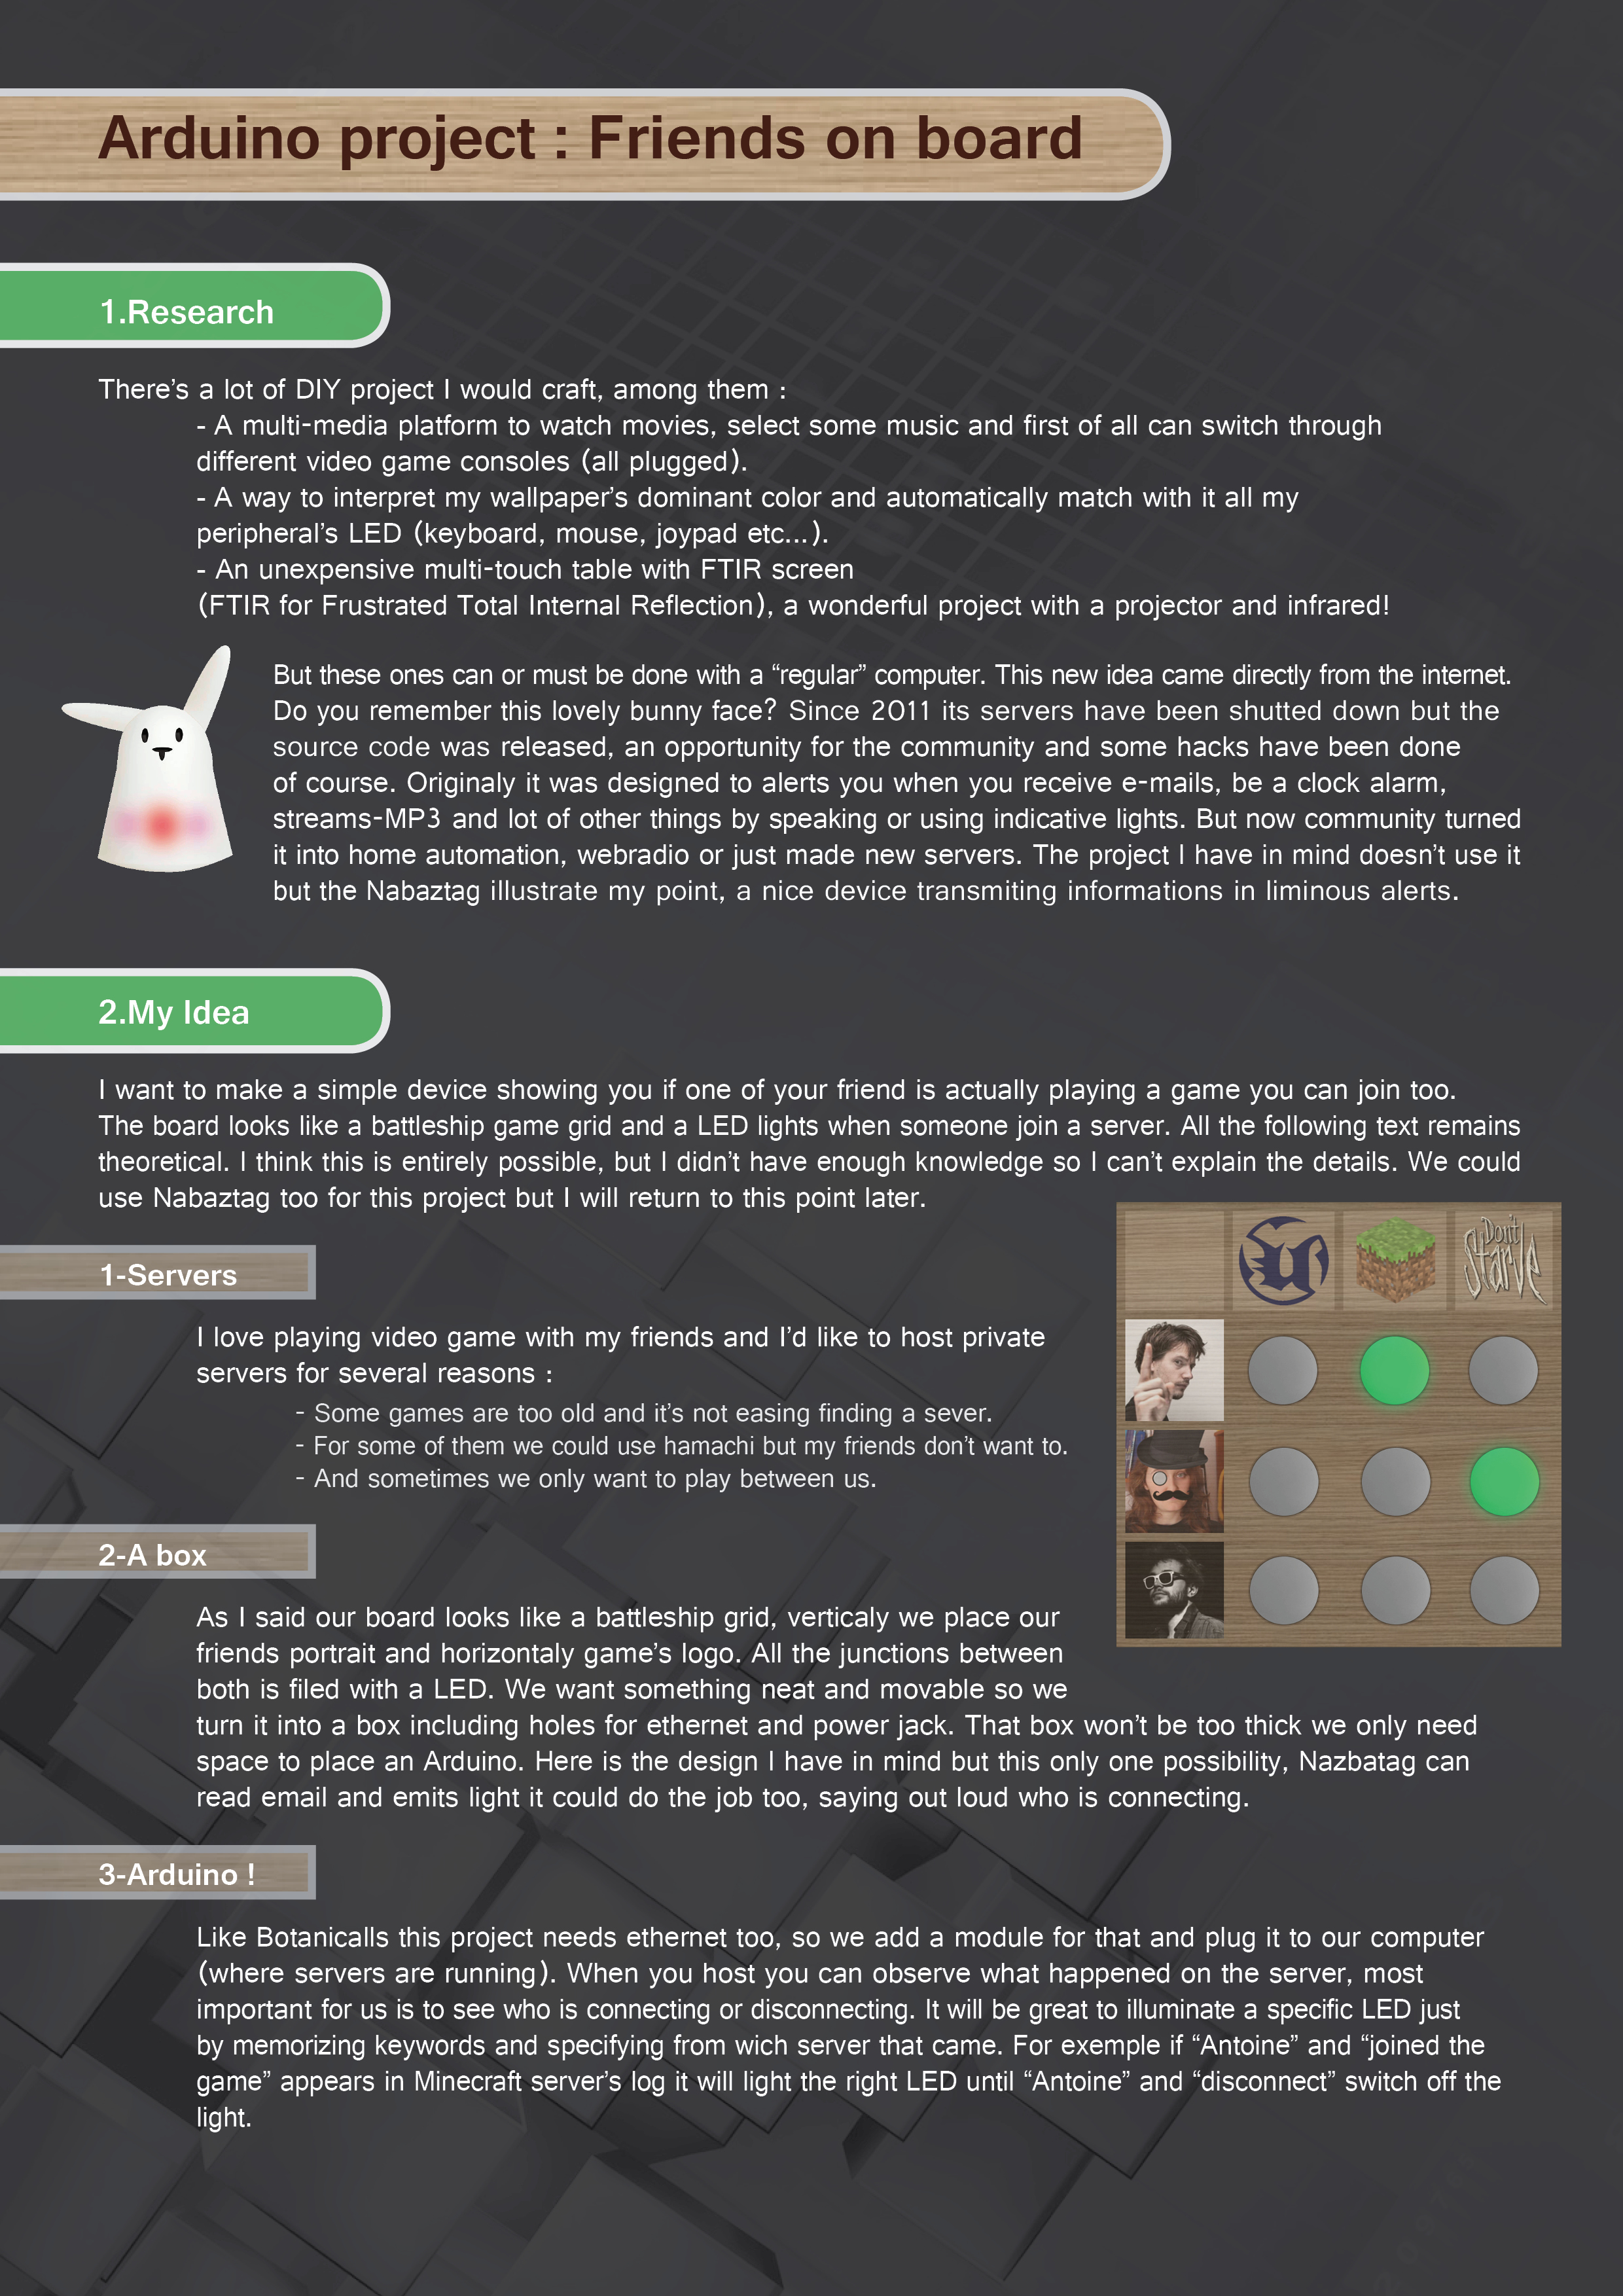 Arduino project : Friends on board
1.Research
There's a lot of DIY project I would craft, among them :
- A multi-media platform to watch movies, select some music and first of all can switch through
different video game consoles (all plugged).
- A way to interpret my wallpaper's dominant color and automatically match with it all my
peripheral's LED (keyboard, mouse, joypad etc...).
- An unexpensive multi-touch table with FTIR screen
(FTIR for Frustrated Total Internal Reflection), a wonderful project with a projector and infrared!
But these ones can or must be done with a “regular” computer. This new idea came directly from the internet.
Do you remember this lovely bunny face? Since 2011 its servers have been shutted down but the
source code was released, an opportunity for the community and some hacks have been done
of course. Originaly it was designed to alerts you when you receive e-mails, be a clock alarm,
streams-MP3 and lot of other things by speaking or using indicative lights. But now community turned
it into home automation, webradio or just made new servers. The project I have in mind doesn't use it
but the Nabaztag illustrate my point, a nice device transmiting informations in liminous alerts.
2.My Idea
I want to make a simple device showing you if one of your friend is actually playing a game you can join too.
The board looks like a battleship game grid and a LED lights when someone join a server. All the following text remains
theoretical. I think this is entirely possible, but I didn't have enough knowledge so I can't explain the details. We could
use Nabaztag too for this project but I will return to this point later.
Don't
Starve
1-Servers
I love playing video game with my friends and I'd like to host private
servers for several reasons :
- Some games are too old and it's not easing finding a sever.
- For some of them we could use hamachi but my friends don't want to.
- And sometimes we only want to play between us.
2-A box
As I said our board looks like a battleship grid, verticaly we place our
friends portrait and horizontaly game's logo. All the junctions between
both is filed with a LED. We want something neat and movable so we
turn it into a box including holes for ethernet and power jack. That box won't be too thick we only need
space to place an Arduino. Here is the design I have in mind but this only one possibility, Nazbatag can
read email and emits light it could do the job too, saying out loud who is connecting.
3-Arduino !
Like Botanicalls this project needs ethernet too, so we add a module for that and plug it to our computer
(where servers are running). When you host you can observe what happened on the server, most
important for us is to see who is connecting or disconnecting. It will be great to illuminate a specific LED just
by memorizing keywords and specifying from wich server that came. For exemple if “Antoine” and “joined the
game” appears in Minecraft server's log it will light the right LED until “Antoine” and “disconnect” switch off the
light.